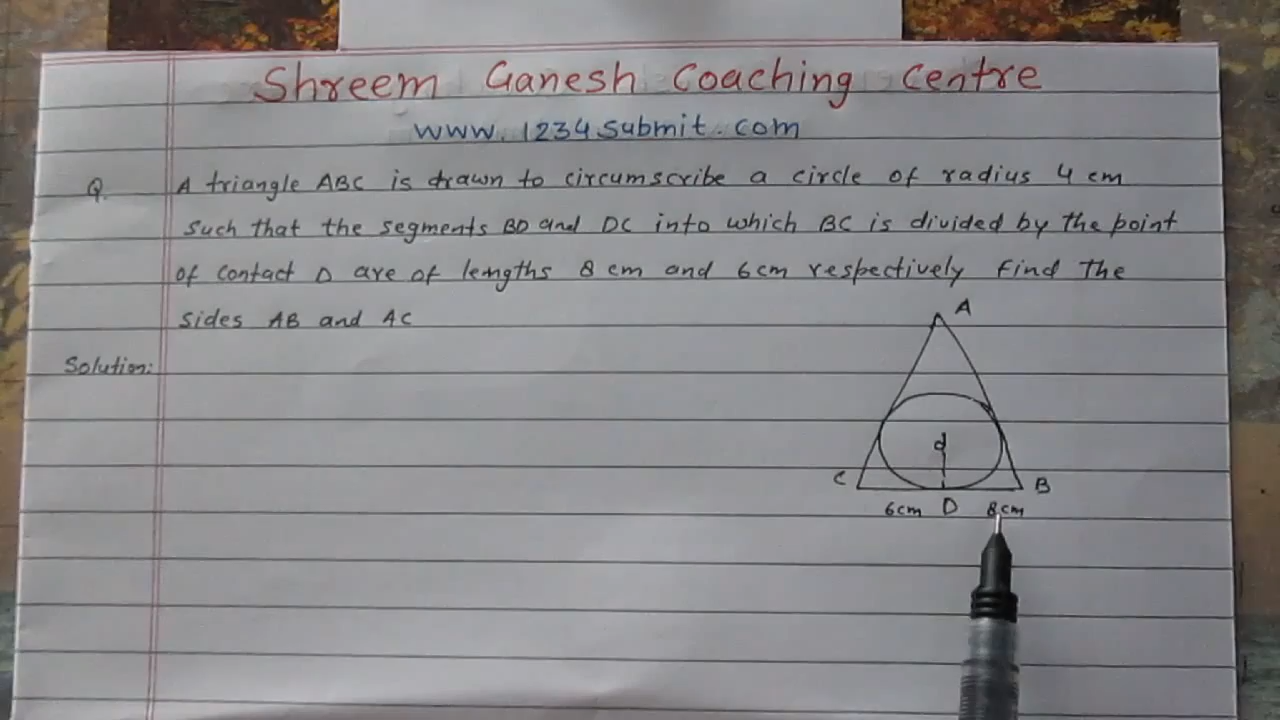 Shreem Ganesh Coaching Centre
www.1234submit.com
Q. A triangle ABC is drawn to circumscribe a circle of radius 4 cm
such that the segments BD and DC into which BC is divided by the point
of contact D are of lengths 8 cm and 6cm respectively Find the
sides AB and AC
Solution:
A
d
C B
6cm D 8cm